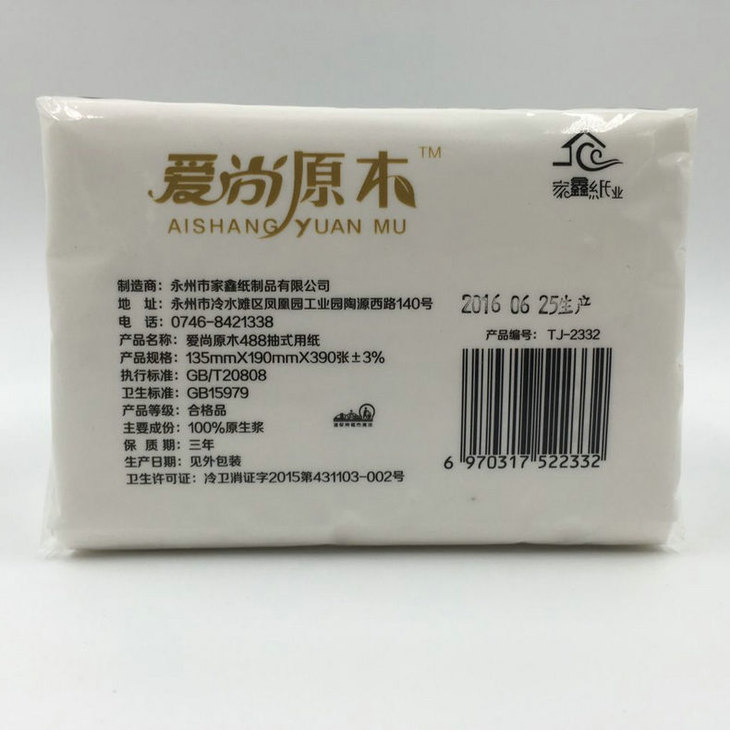 爱尚原木™
AISHANG YUAN MU
家鑫纸业
制造商：永州市家鑫纸制品有限公司
地 址：永州市冷水滩区凤凰园工业园陶源西路140号
电 话：0746-8421338
产品名称：爱尚原木488抽式用纸
产品规格：135mmX190mmX390张±3%
执行标准：GB/T20808
卫生标准：GB15979
产品等级：合格品
主要成份：100%原生浆
保 质 期：三年
生产日期：见外包装
卫生许可证：冷卫消证字2015第431103-002号
2016 06 25生产
产品编号：TJ-2332
6 970317 522332